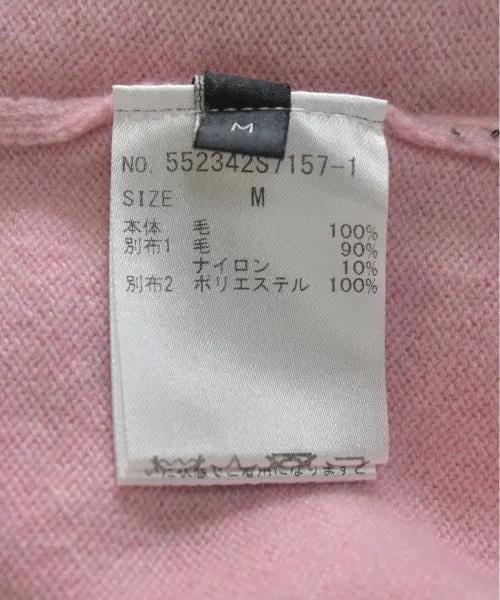 M
NO. 552342S7157-1
SIZE M
本体 毛 100%
別布1 毛 90%
ナイロン 10%
別布2 ポリエステル 100%